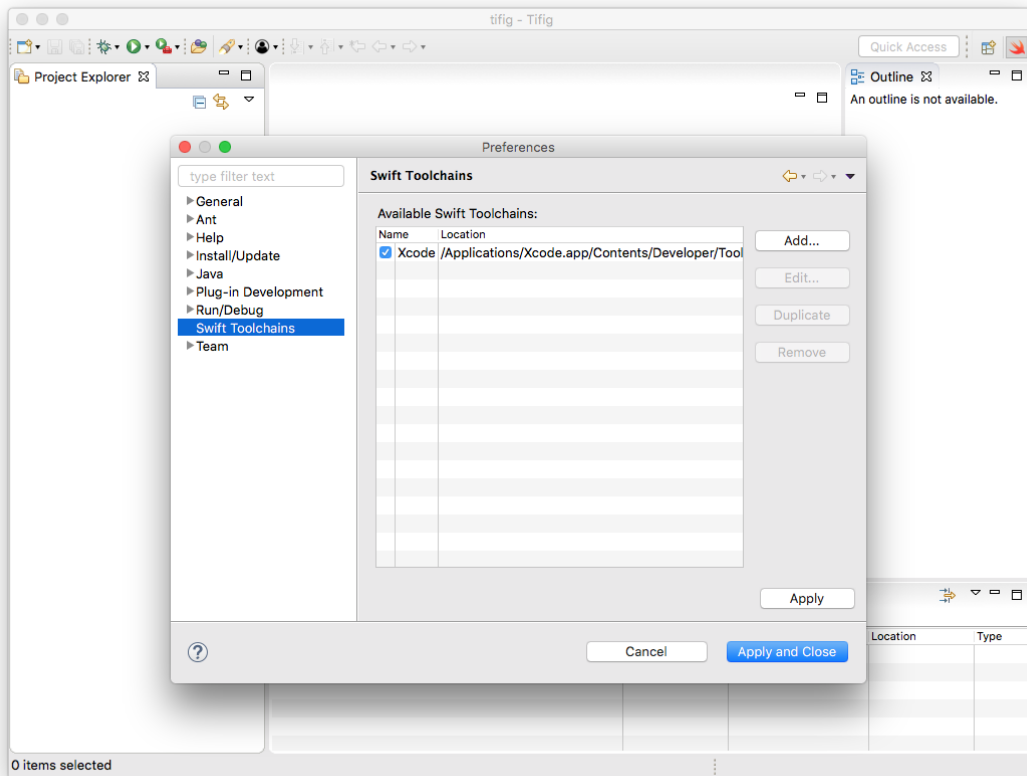 tifig - Tifig
Quick Access
Project Explorer
Outline
An outline is not available.
Preferences
type filter text
General
Ant
Help
Install/Update
Java
Plug-in Development
Run/Debug
Swift Toolchains
Team
Swift Toolchains
Available Swift Toolchains:
Name Location
Xcode /Applications/Xcode.app/Contents/Developer/Tool
Add...
Edit...
Duplicate
Remove
Apply
?
Cancel
Apply and Close
Location Type
0 items selected